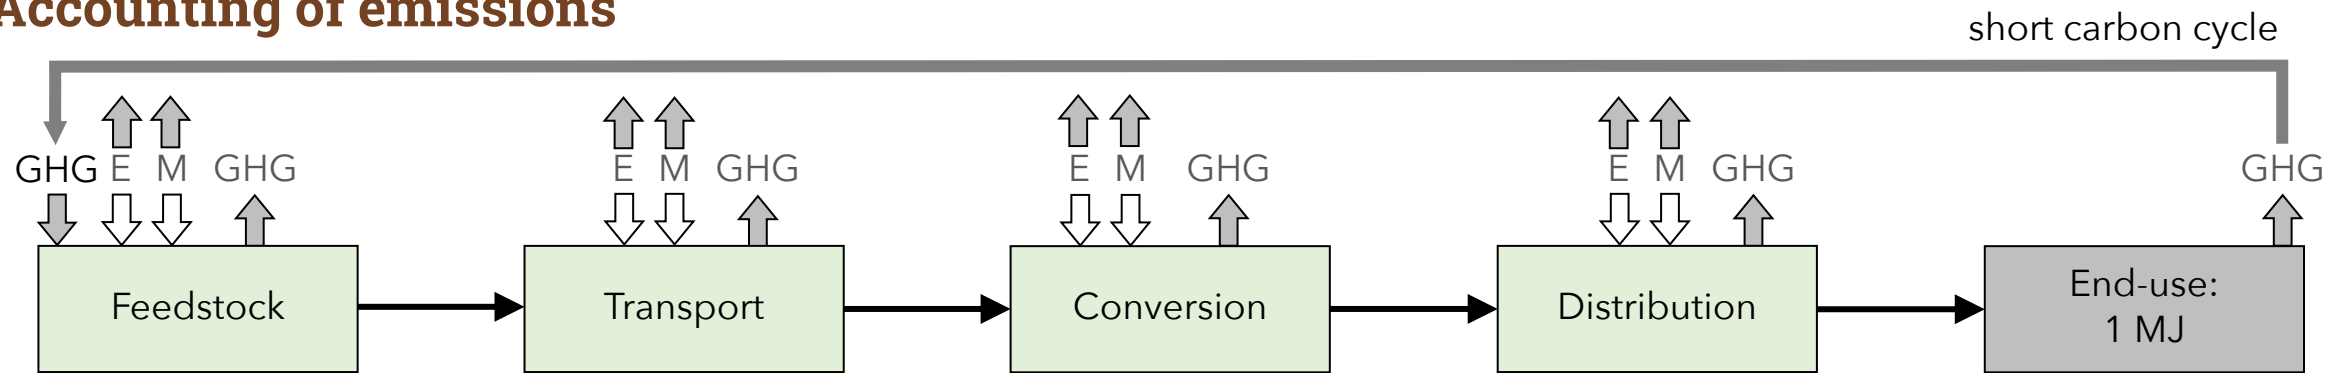 Accounting of emissions
short carbon cycle
GHG E M GHG E M GHG E M GHG E M GHG GHG
Feedstock Transport Conversion Distribution End-use:
1 MJ